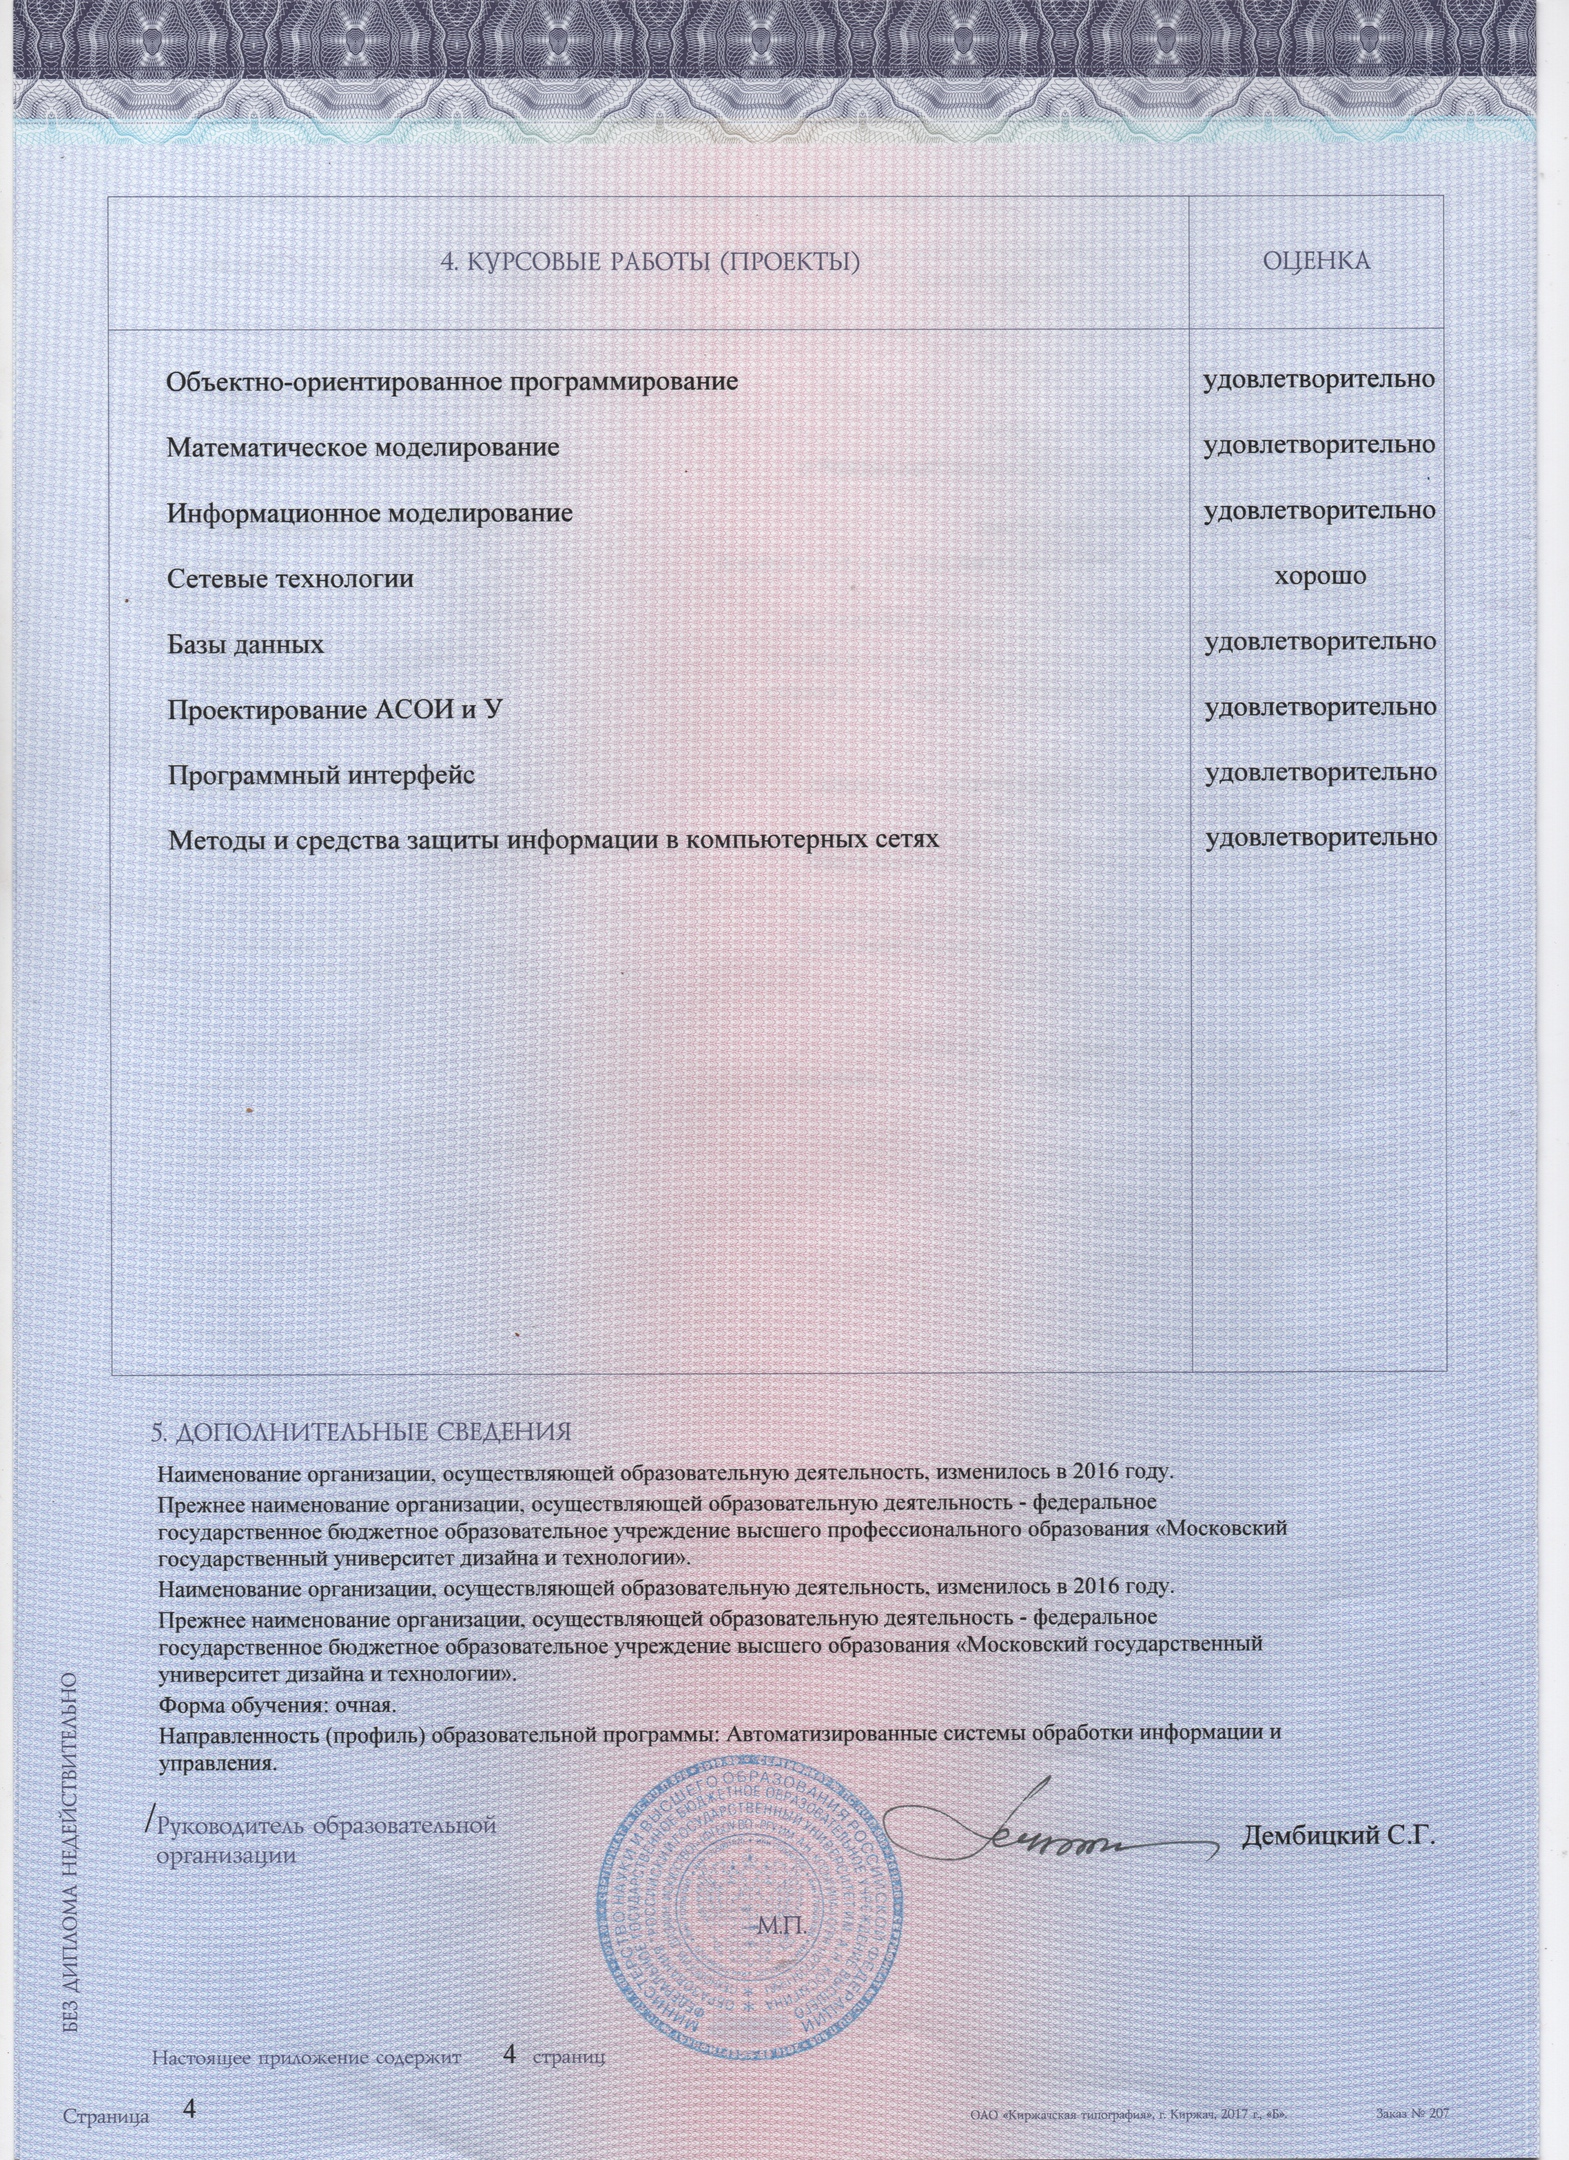 4. КУРСОВЫЕ РАБОТЫ (ПРОЕКТЫ) ОЦЕНКА
Объектно-ориентированное программирование удовлетворительно
Математическое моделирование удовлетворительно
Информационное моделирование удовлетворительно
Сетевые технологии хорошо
Базы данных удовлетворительно
Проектирование АСОИ и У удовлетворительно
Программный интерфейс удовлетворительно
Методы и средства защиты информации в компьютерных сетях удовлетворительно
5. ДОПОЛНИТЕЛЬНЫЕ СВЕДЕНИЯ
Наименование организации, осуществляющей образовательную деятельность, изменилось в 2016 году.
Прежнее наименование организации, осуществляющей образовательную деятельность - федеральное
государственное бюджетное образовательное учреждение высшего профессионального образования «Московский
государственный университет дизайна и технологии».
Наименование организации, осуществляющей образовательную деятельность, изменилось в 2016 году.
Прежнее наименование организации, осуществляющей образовательную деятельность - федеральное
государственное бюджетное образовательное учреждение высшего образования «Московский государственный
университет дизайна и технологии».
Форма обучения: очная.
Направленность (профиль) образовательной программы: Автоматизированные системы обработки информации и
управления.
/Руководитель образовательной
организации
Дембицкий С.Г.
МИНИСТЕРСТВО НАУКИ И ВЫСШЕГО ОБРАЗОВАНИЯ РОССИЙСКОЙ ФЕДЕРАЦИИ
М.П.
БЕЗ ДИПЛОМА НЕДЕЙСТВИТЕЛЬНО
Настоящее приложение содержит 4 страниц
Страница 4
ОАО «Киржачская типография», г. Киржач, 2017 г., «Б». Заказ № 207